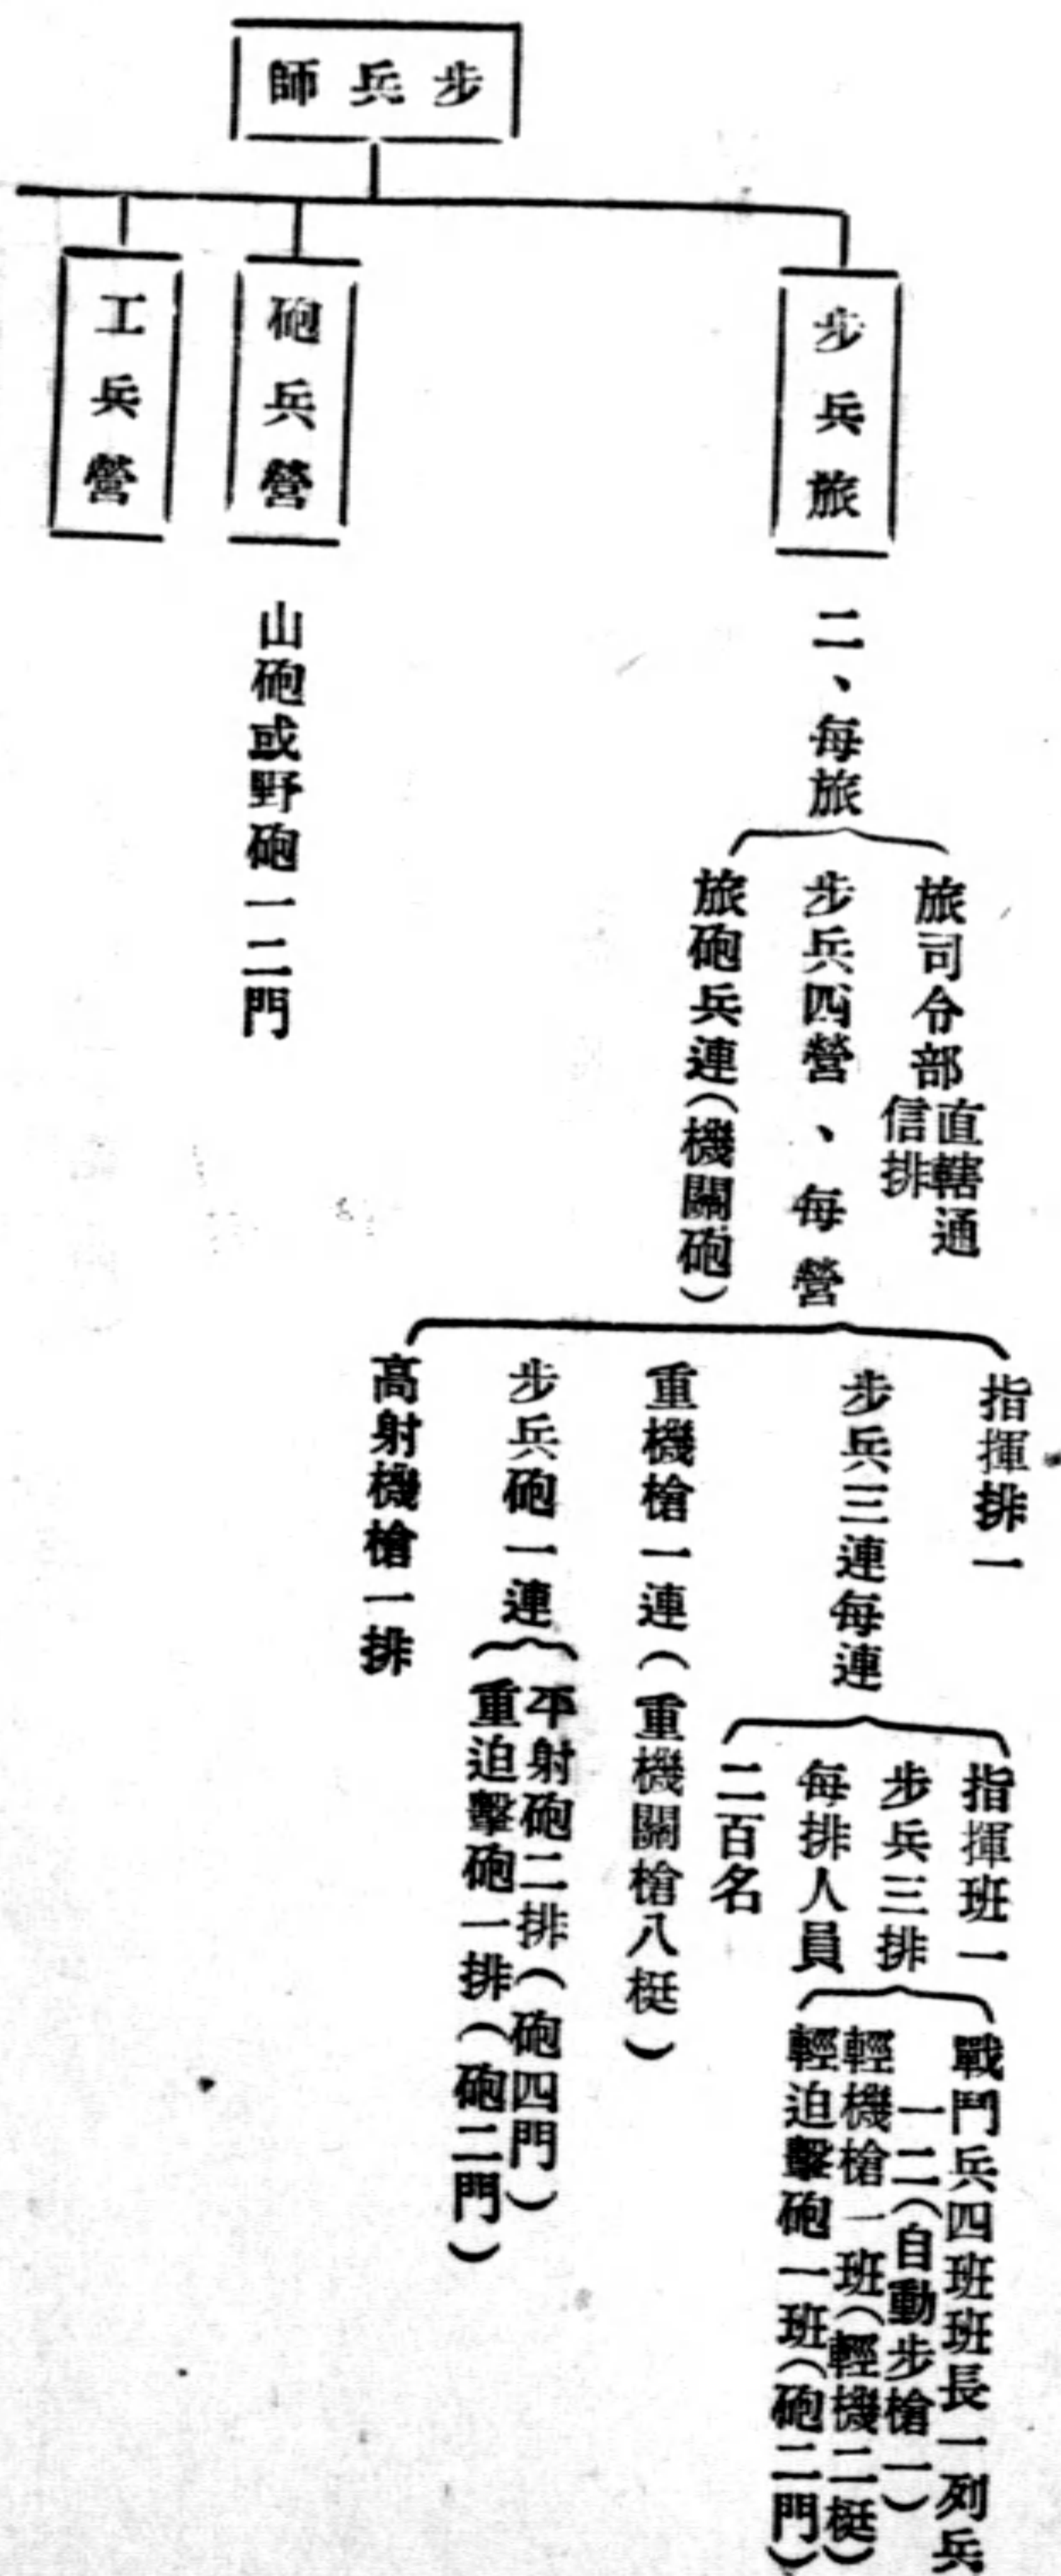 步兵師
步兵旅
二、每旅
旅司令部直轄通
信排
步兵四營、每營
指揮排一
步兵三連每連
指揮班一
步兵三排
戰鬥兵四班班長一列兵
一二(自動步槍一)
輕機槍一班(輕機二梃)
輕迫擊砲一班(砲二門)
每排人員
二百名
重機槍一連(重機關槍八梃)
步兵砲一連
平射砲二排(砲四門)
重迫擊砲一排(砲二門)
高射機槍一排
旅砲兵連(機關砲)
砲兵營
山砲或野砲一二門
工兵營